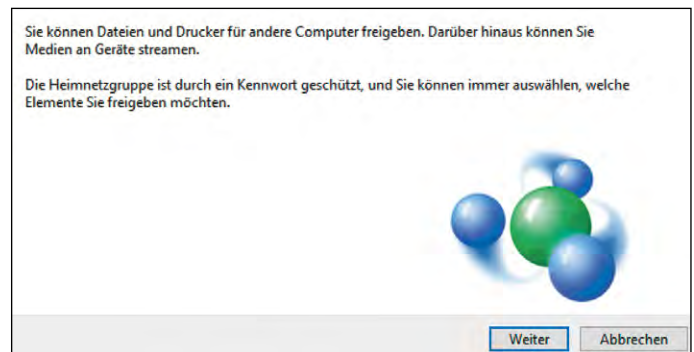 Sie können Dateien und Drucker für andere Computer freigeben. Darüber hinaus können Sie
Medien an Geräte streamen.
Die Heimnetzgruppe ist durch ein Kennwort geschützt, und Sie können immer auswählen, welche
Elemente Sie freigeben möchten.
Weiter Abbrechen